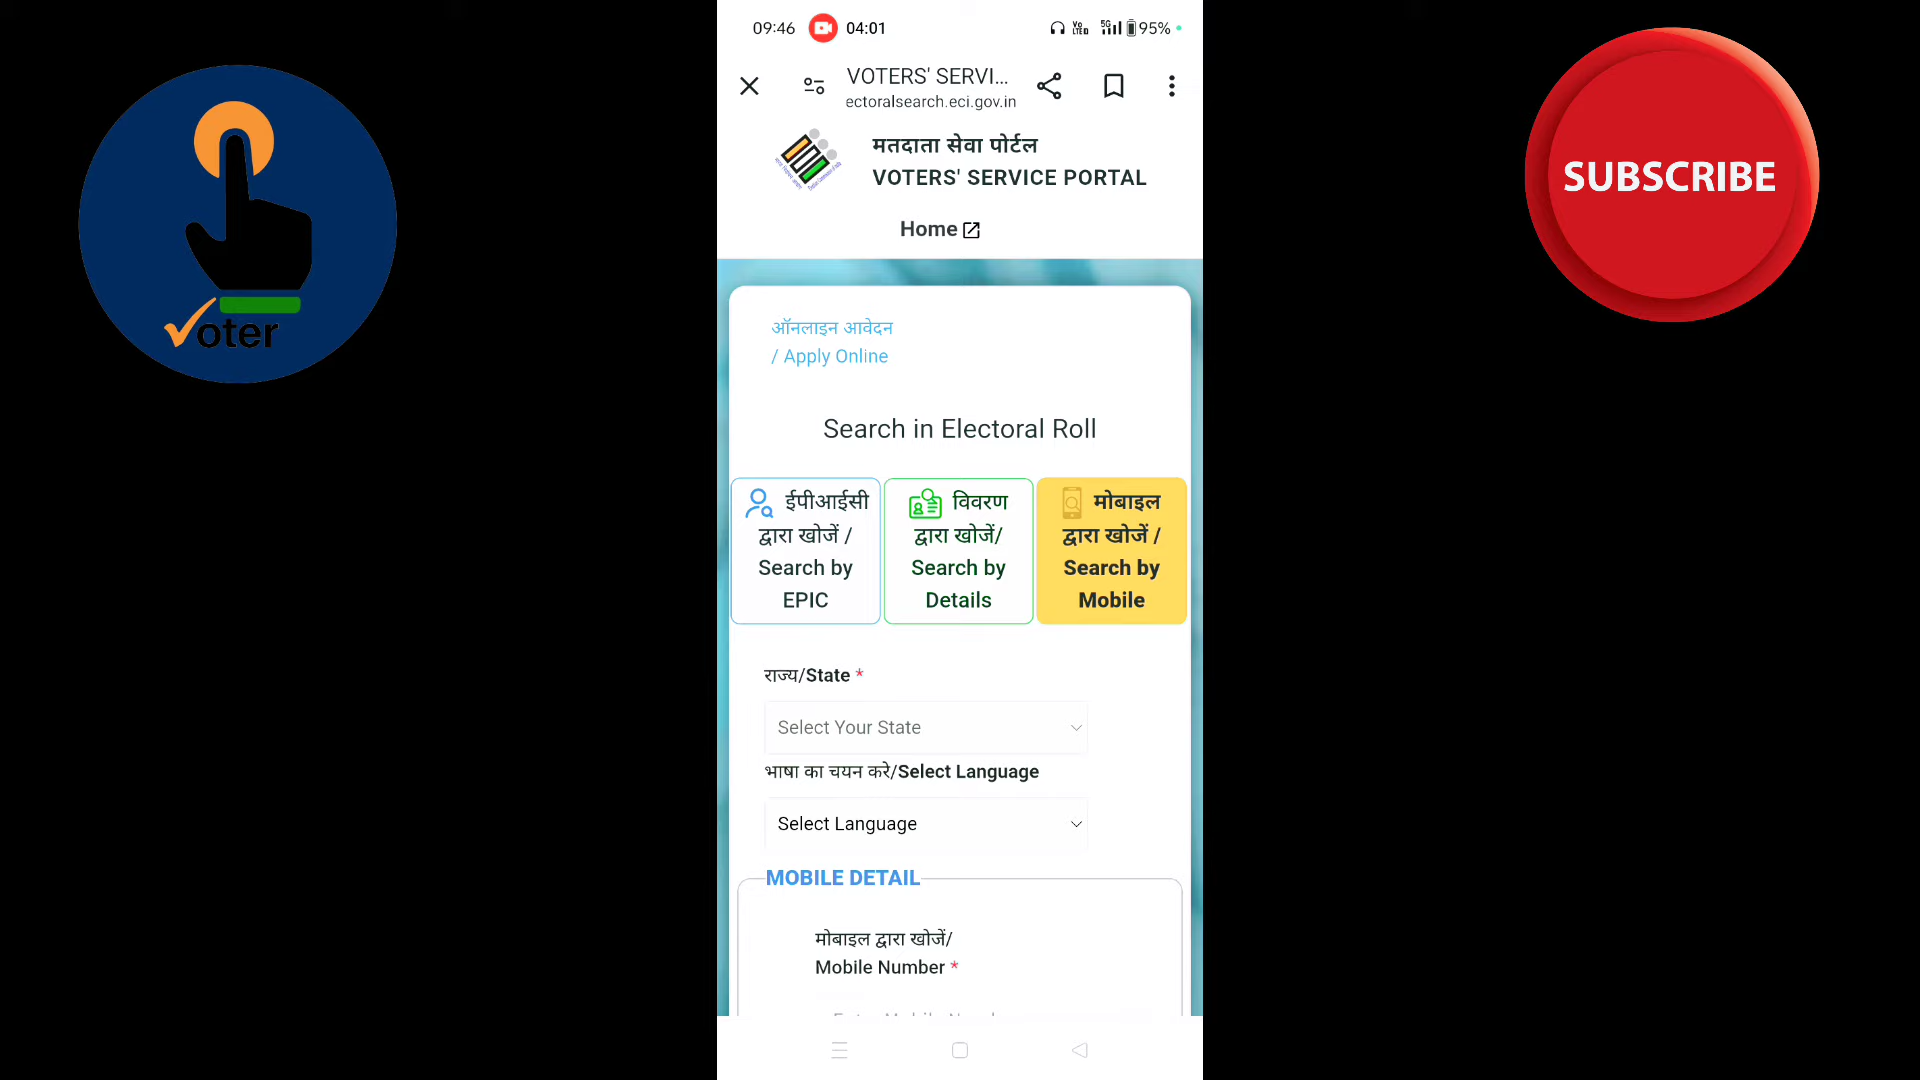 09:46 04:01 Vo LTE 5G 95%
VOTERS' SERVI...
ectoralsearch.eci.gov.in
मतदाता सेवा पोर्टल
VOTERS' SERVICE PORTAL
Home
oter
SUBSCRIBE
ऑनलाइन आवेदन
/ Apply Online
Search in Electoral Roll
ईपीआईसी
द्वारा खोजें /
Search by
EPIC
विवरण
द्वारा खोजें/
Search by
Details
मोबाइल
द्वारा खोजें /
Search by
Mobile
राज्य/State *
Select Your State
भाषा का चयन करे/Select Language
Select Language
MOBILE DETAIL
मोबाइल द्वारा खोजें/
Mobile Number *